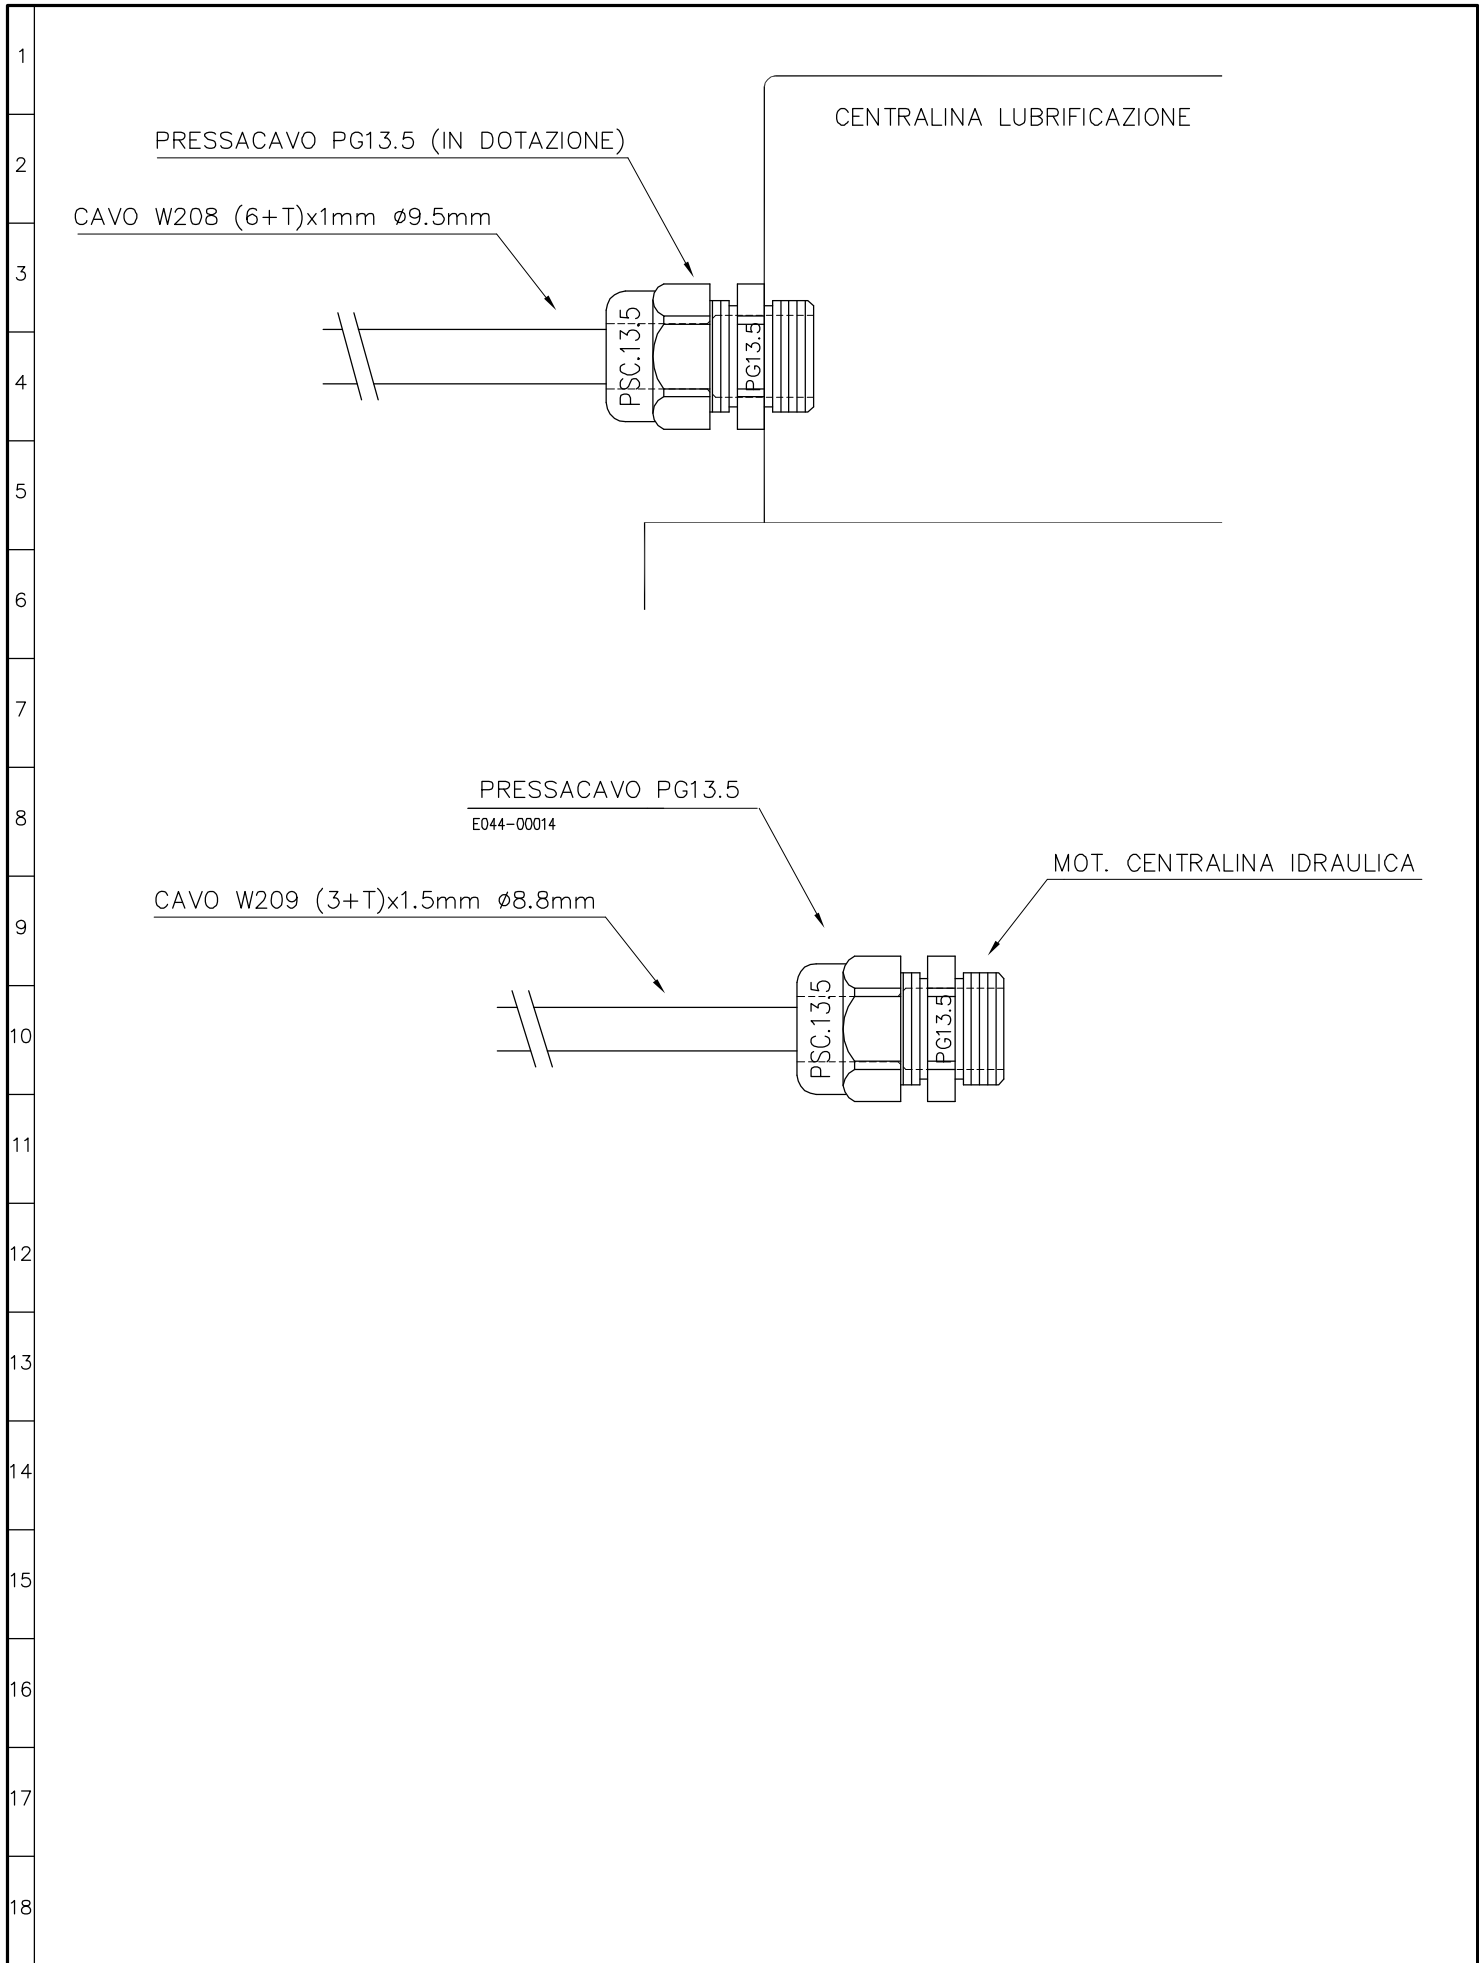 1
CENTRALINA LUBRIFICAZIONE
PRESSACAVO PG13.5 (IN DOTAZIONE)
2
CAVO W208 (6+T)x1mm ø9.5mm
3
PSC.13,5
PG13.5
4
5
6
7
PRESSACAVO PG13.5
8
E044-00014
MOT. CENTRALINA IDRAULICA
CAVO W209 (3+T)x1.5mm ø8.8mm
9
PSC.13,5
PG13.5
10
11
12
13
14
15
16
17
18